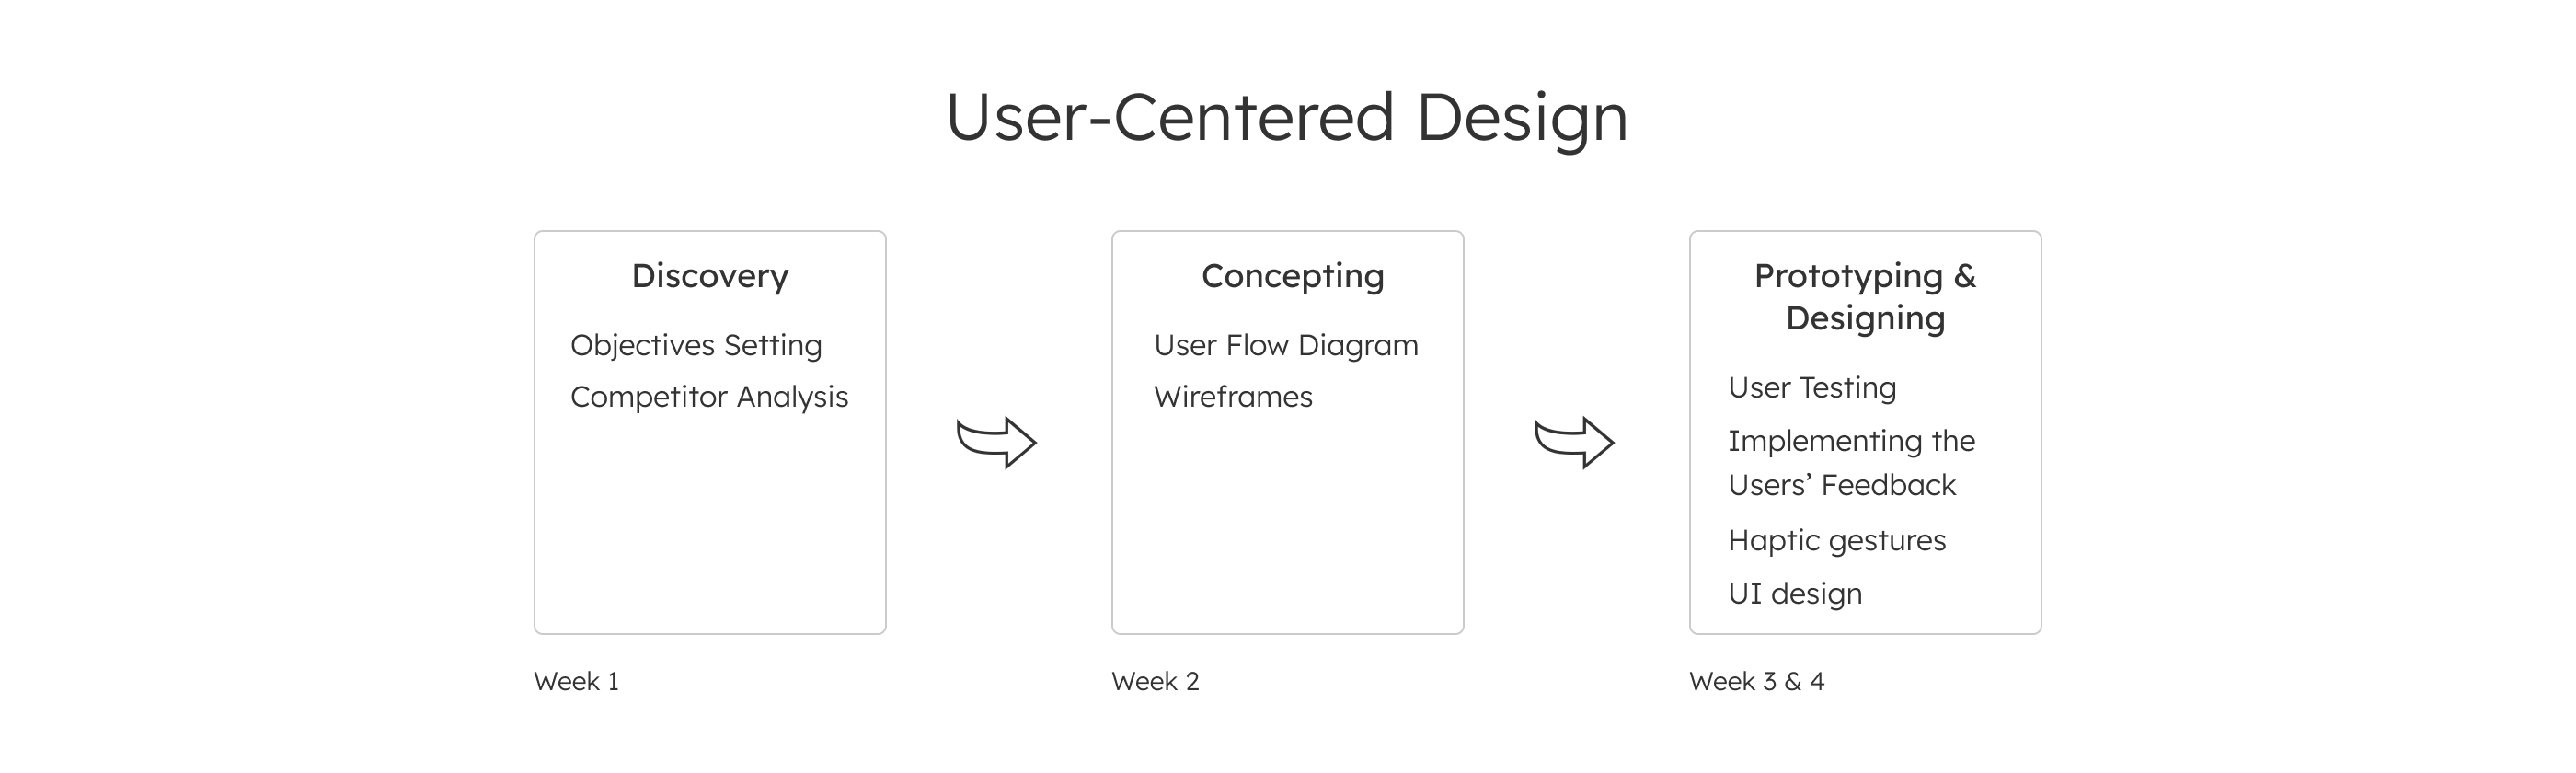 User-Centered Design
Discovery
Objectives Setting
Competitor Analysis
Week 1
Concepting
User Flow Diagram
Wireframes
Week 2
Prototyping &
Designing
User Testing
Implementing the
Users’ Feedback
Haptic gestures
UI design
Week 3 & 4